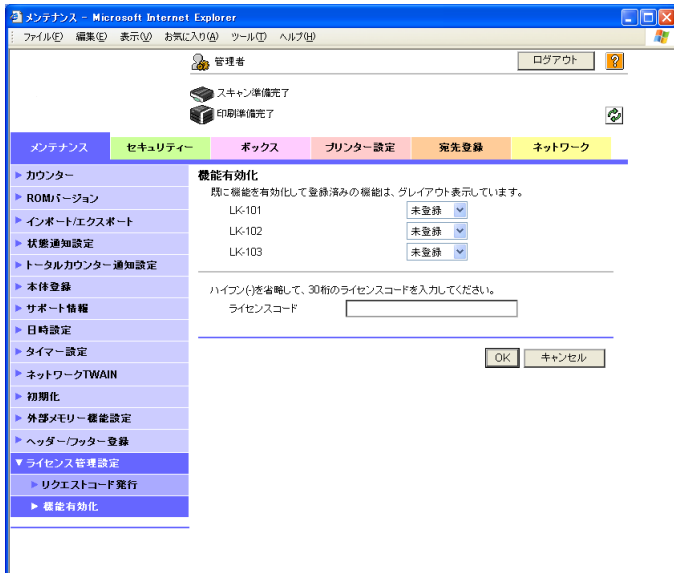 メンテナンス - Microsoft Internet Explorer
ファイル(F) 編集(E) 表示(V) お気に入り(A) ツール(T) ヘルプ(H)
管理者
ログアウト
?
スキャン準備完了
印刷準備完了
メンテナンス セキュリティー ボックス プリンター設定 宛先登録 ネットワーク
カウンター
ROMバージョン
インポート/エクスポート
状態通知設定
トータルカウンター通知設定
本体登録
サポート情報
日時設定
タイマー設定
ネットワークTWAIN
初期化
外部メモリー機能設定
ヘッダー/フッター登録
ライセンス管理設定
リクエストコード発行
機能有効化
機能有効化
既に機能を有効化して登録済みの機能は、グレイアウト表示しています。
LK-101 未登録
LK-102 未登録
LK-103 未登録
ハイフン(-)を省略して、30桁のライセンスコードを入力してください。
ライセンスコード
OK キャンセル